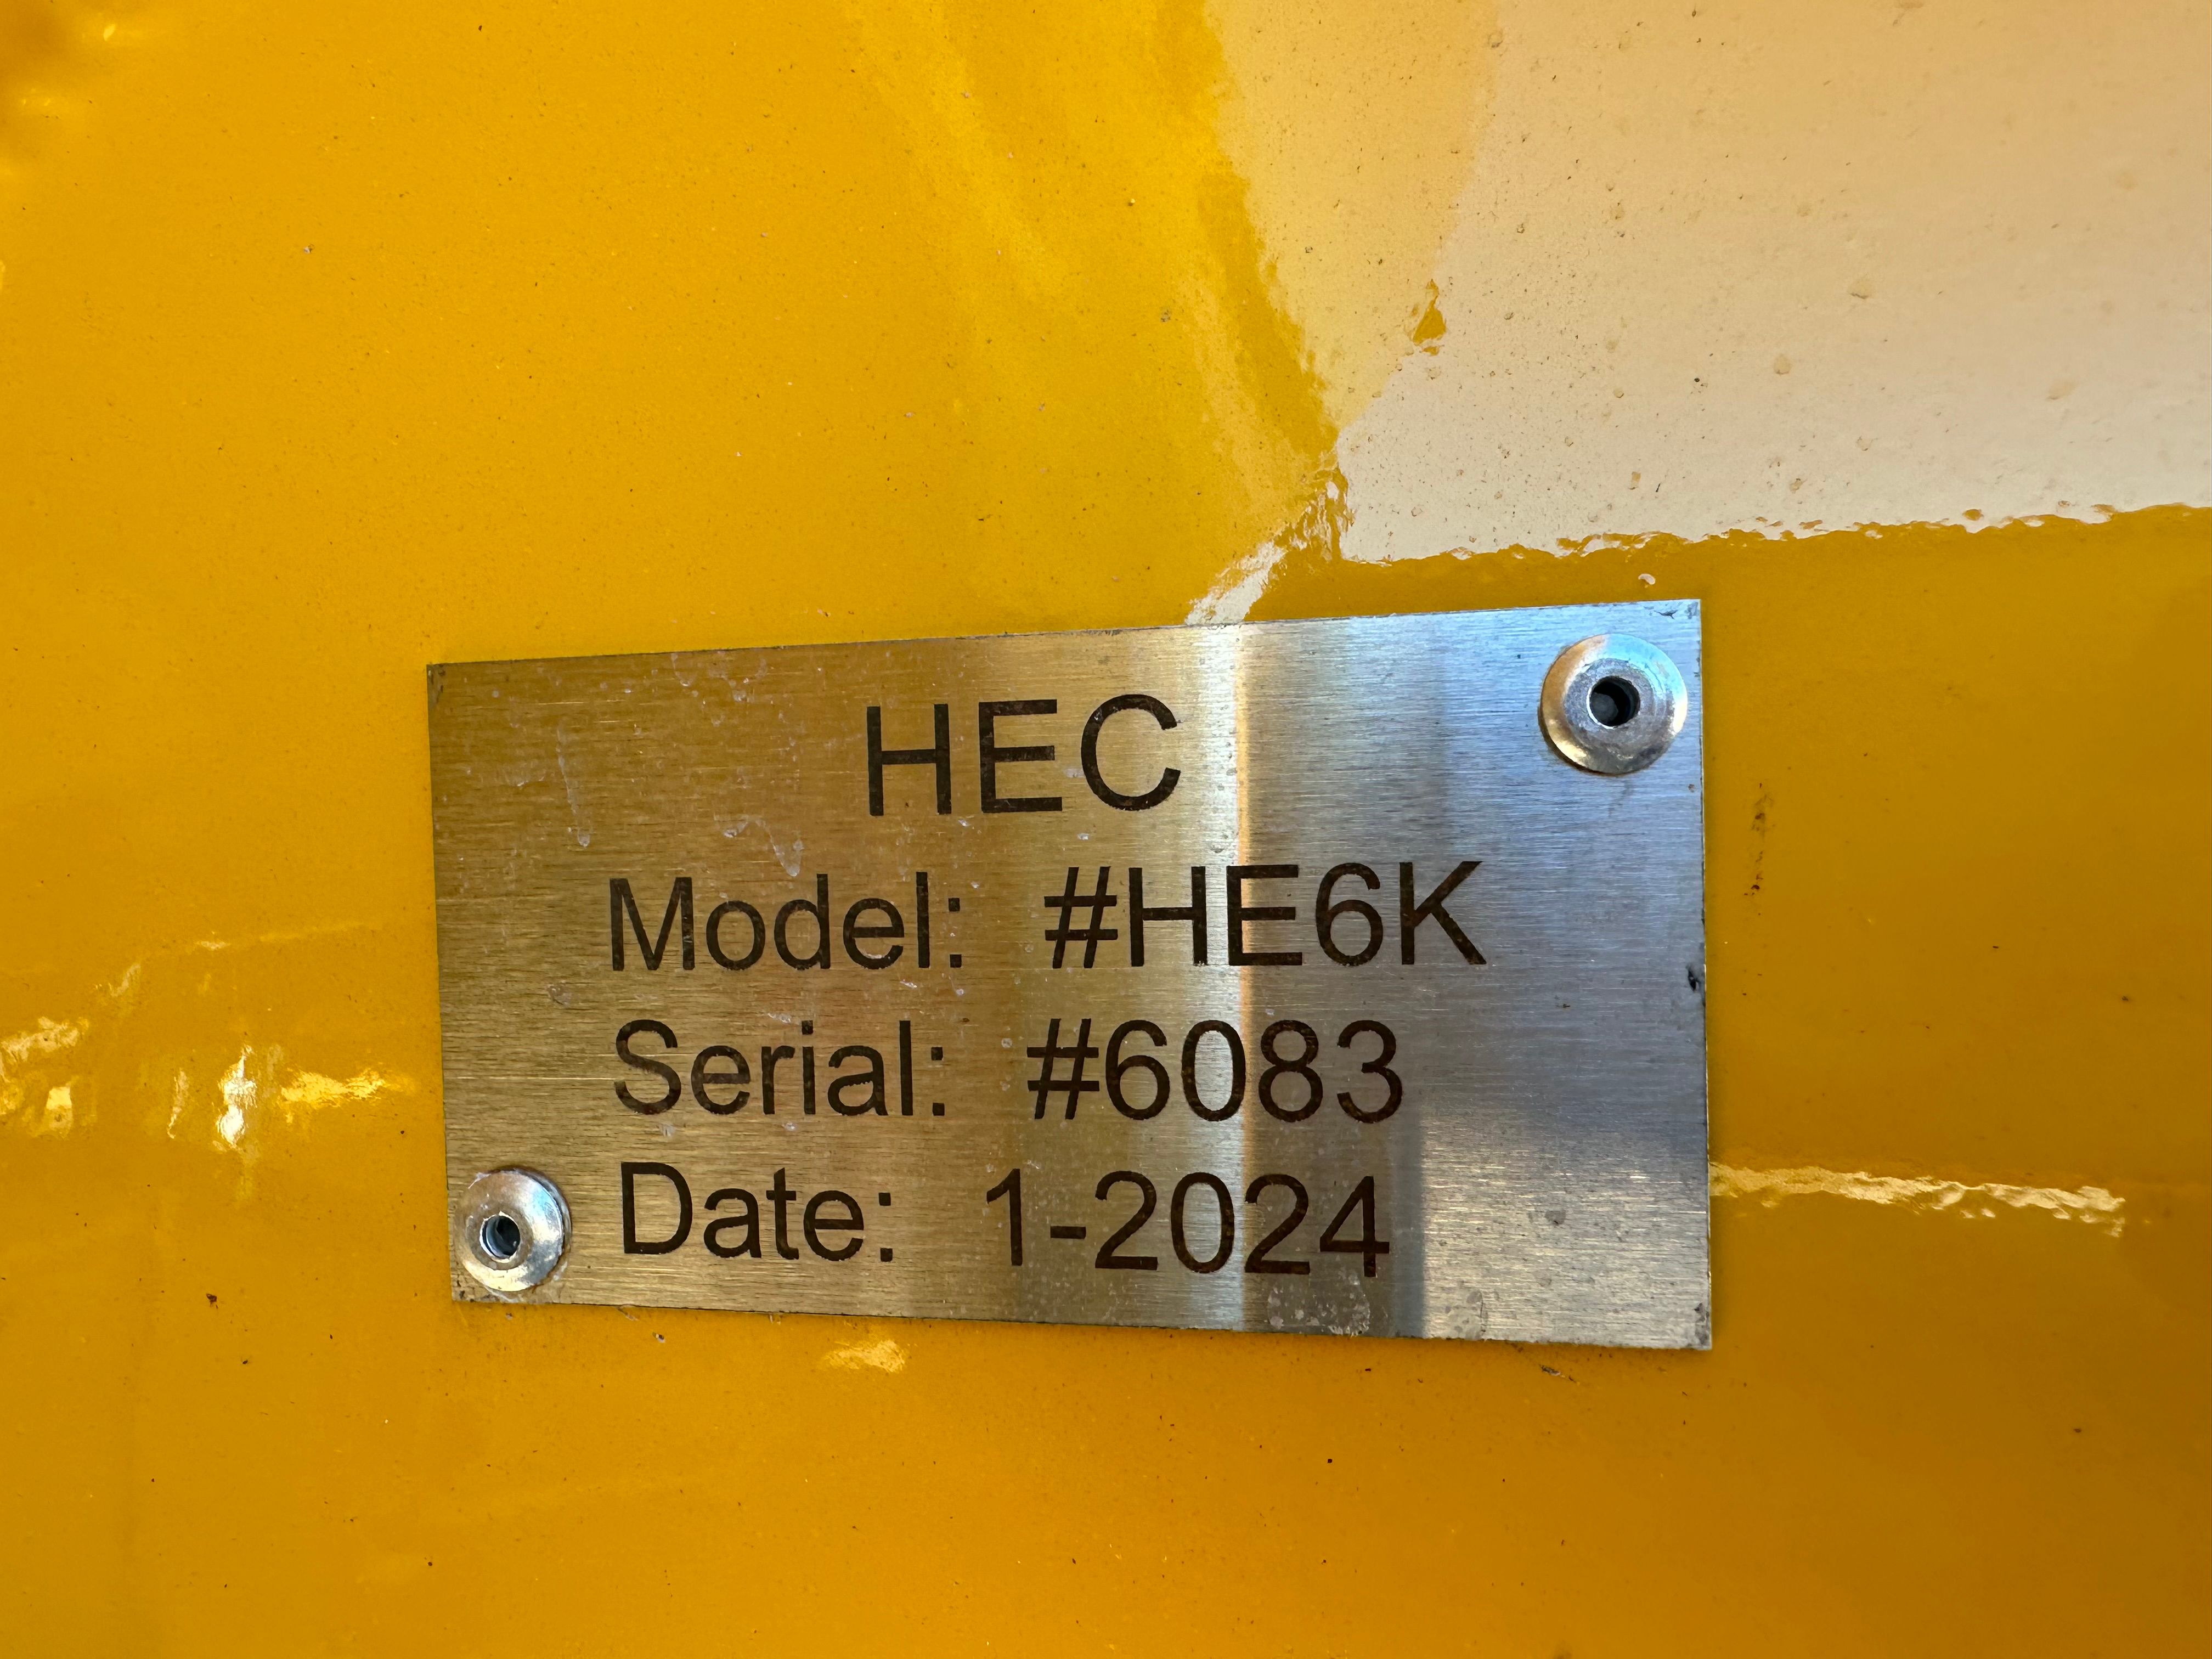 HEC
Model: #HE6K
Serial: #6083
Date: 1-2024